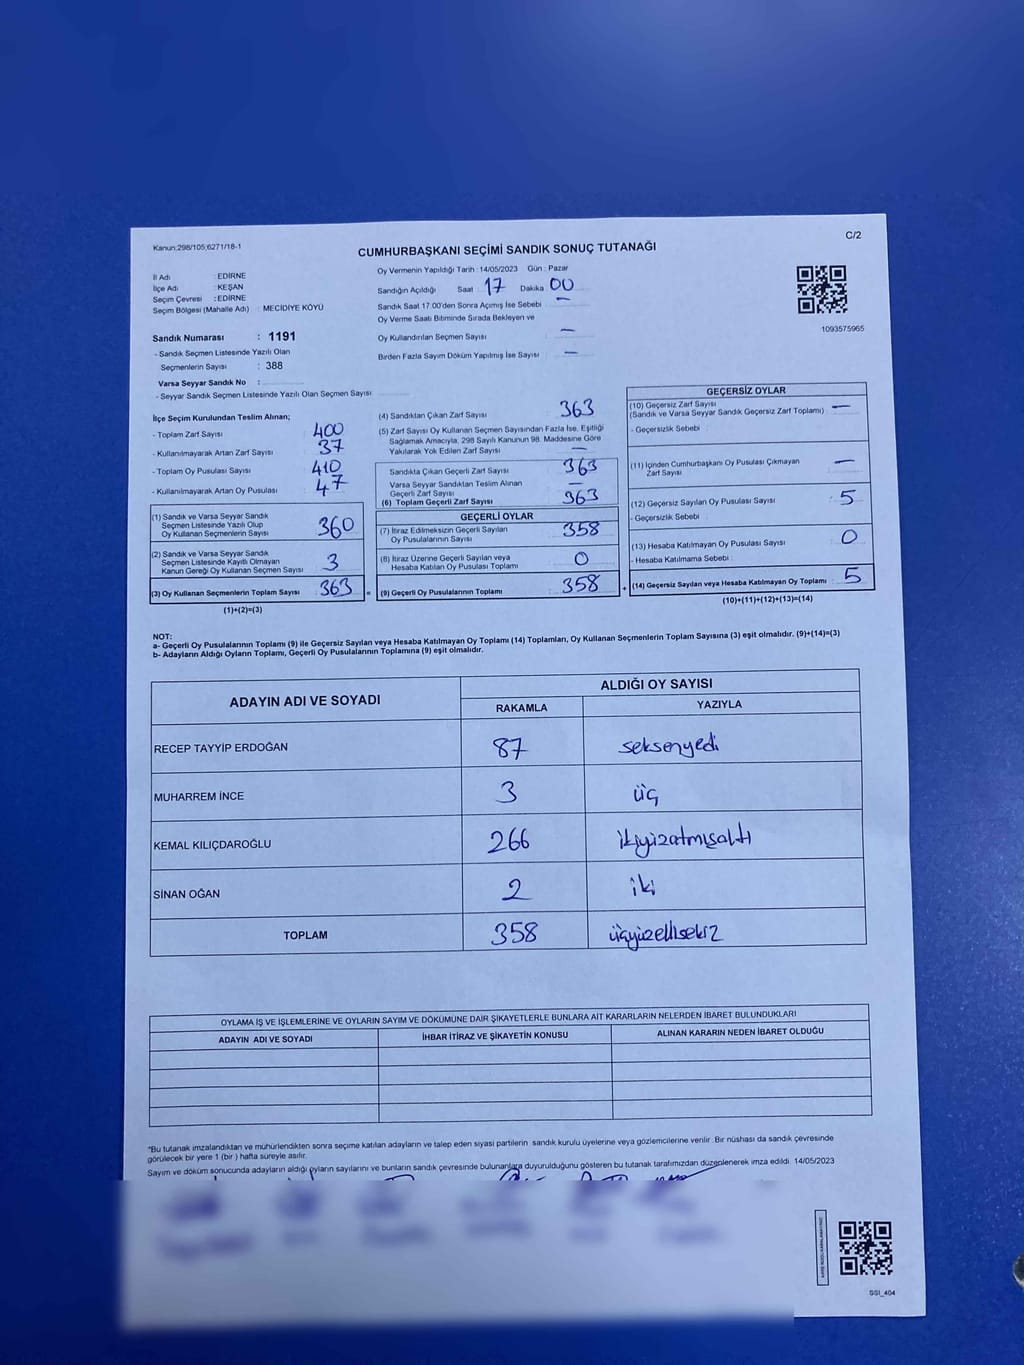 Kanun:298/105;6271/18-1
C/2
CUMHURBAŞKANI SEÇİMİ SANDIK SONUÇ TUTANAĞI
İl Adı : EDİRNE
İlçe Adı : KEŞAN
Seçim Çevresi : EDİRNE
Seçim Bölgesi (Mahalle Adı) : MECİDİYE KÖYÜ
Oy Vermenin Yapıldığı Tarih : 14/05/2023 Gün : Pazar
Sandığın Açıldığı Saat 17 Dakika 00
Sandık Saat 17:00'den Sonra Açımış İse Sebebi —
Oy Verme Saati Bitiminde Sırada Bekleyen ve
Oy Kullandırılan Seçmen Sayısı —
Birden Fazla Sayım Döküm Yapılmış İse Sayısı —
1093575965
Sandık Numarası : 1191
- Sandık Seçmen Listesinde Yazılı Olan
Seçmenlerin Sayısı : 388
Varsa Seyyar Sandık No :
- Seyyar Sandık Seçmen Listesinde Yazılı Olan Seçmen Sayısı
İlçe Seçim Kurulundan Teslim Alınan;
- Toplam Zarf Sayısı 400
- Kullanılmayarak Artan Zarf Sayısı 37
- Toplam Oy Pusulası Sayısı 410
- Kullanılmayarak Artan Oy Pusulası 47
(1) Sandık ve Varsa Seyyar Sandık
Seçmen Listesinde Yazılı Olup
Oy Kullanan Seçmenlerin Sayısı 360
(2) Sandık ve Varsa Seyyar Sandık
Seçmen Listesinde Kayıtlı Olmayan
Kanun Gereği Oy Kullanan Seçmen Sayısı 3
(3) Oy Kullanan Seçmenlerin Toplam Sayısı 363 =
(1)+(2)=(3)
(4) Sandıktan Çıkan Zarf Sayısı 363
(5) Zarf Sayısı Oy Kullanan Seçmen Sayısından Fazla İse, Eşitliği
Sağlamak Amacıyla, 298 Sayılı Kanunun 98. Maddesine Göre
Yakılarak Yok Edilen Zarf Sayısı —
Sandıkta Çıkan Geçerli Zarf Sayısı 363
Varsa Seyyar Sandıktan Teslim Alınan
Geçerli Zarf Sayısı —
(6) Toplam Geçerli Zarf Sayısı 363
GEÇERLİ OYLAR
(7) İtiraz Edilmeksizin Geçerli Sayılan
Oy Pusulalarının Sayısı 358
(8) İtiraz Üzerine Geçerli Sayılan veya
Hesaba Katılan Oy Pusulası Toplamı 0
(9) Geçerli Oy Pusulalarının Toplamı 358 +
GEÇERSİZ OYLAR
(10) Geçersiz Zarf Sayısı
(Sandık ve Varsa Seyyar Sandık Geçersiz Zarf Toplamı) —
- Geçersizlik Sebebi :
(11) İçinden Cumhurbaşkanı Oy Pusulası Çıkmayan
Zarf Sayısı —
(12) Geçersiz Sayılan Oy Pusulası Sayısı : 5
- Geçersizlik Sebebi :
(13) Hesaba Katılmayan Oy Pusulası Sayısı : 0
- Hesaba Katılmama Sebebi :
(14) Geçersiz Sayılan veya Hesaba Katılmayan Oy Toplamı : 5
(10)+(11)+(12)+(13)=(14)
NOT:
a- Geçerli Oy Pusulalarının Toplamı (9) ile Geçersiz Sayılan veya Hesaba Katılmayan Oy Toplamı (14) Toplamları, Oy Kullanan Seçmenlerin Toplam Sayısına (3) eşit olmalıdır. (9)+(14)=(3)
b- Adayların Aldığı Oyların Toplamı, Geçerli Oy Pusulalarının Toplamına (9) eşit olmalıdır.
ADAYIN ADI VE SOYADI
ALDIĞI OY SAYISI
RAKAMLA YAZIYLA
RECEP TAYYİP ERDOĞAN 87 seksenyedi
MUHARREM İNCE 3 üç
KEMAL KILIÇDAROĞLU 266 ikiyüzatmışaltı
SİNAN OĞAN 2 iki
TOPLAM 358 üçyüzellisekiz
OYLAMA İŞ VE İŞLEMLERİNE VE OYLARIN SAYIM VE DÖKÜMÜNE DAİR ŞİKAYETLERLE BUNLARA AİT KARARLARIN NELERDEN İBARET BULUNDUKLARI
ADAYIN ADI VE SOYADI İHBAR İTİRAZ VE ŞİKAYETİN KONUSU ALINAN KARARIN NEDEN İBARET OLDUĞU
"Bu tutanak imzalandıktan ve mühürlendikten sonra seçime katılan adayların ve talep eden siyasi partilerin sandık kurulu üyelerine veya gözlemcilerine verilir. Bir nüshası da sandık çevresinde
görülecek bir yere 1 (bir ) hafta süreyle asılır.
Sayım ve döküm sonucunda adayların aldığı oyların sayılarını ve bunların sandık çevresinde bulunanlara duyurulduğunu gösteren bu tutanak tarafımızdan düzenlenerek imza edildi. 14/05/2023
SSI_404